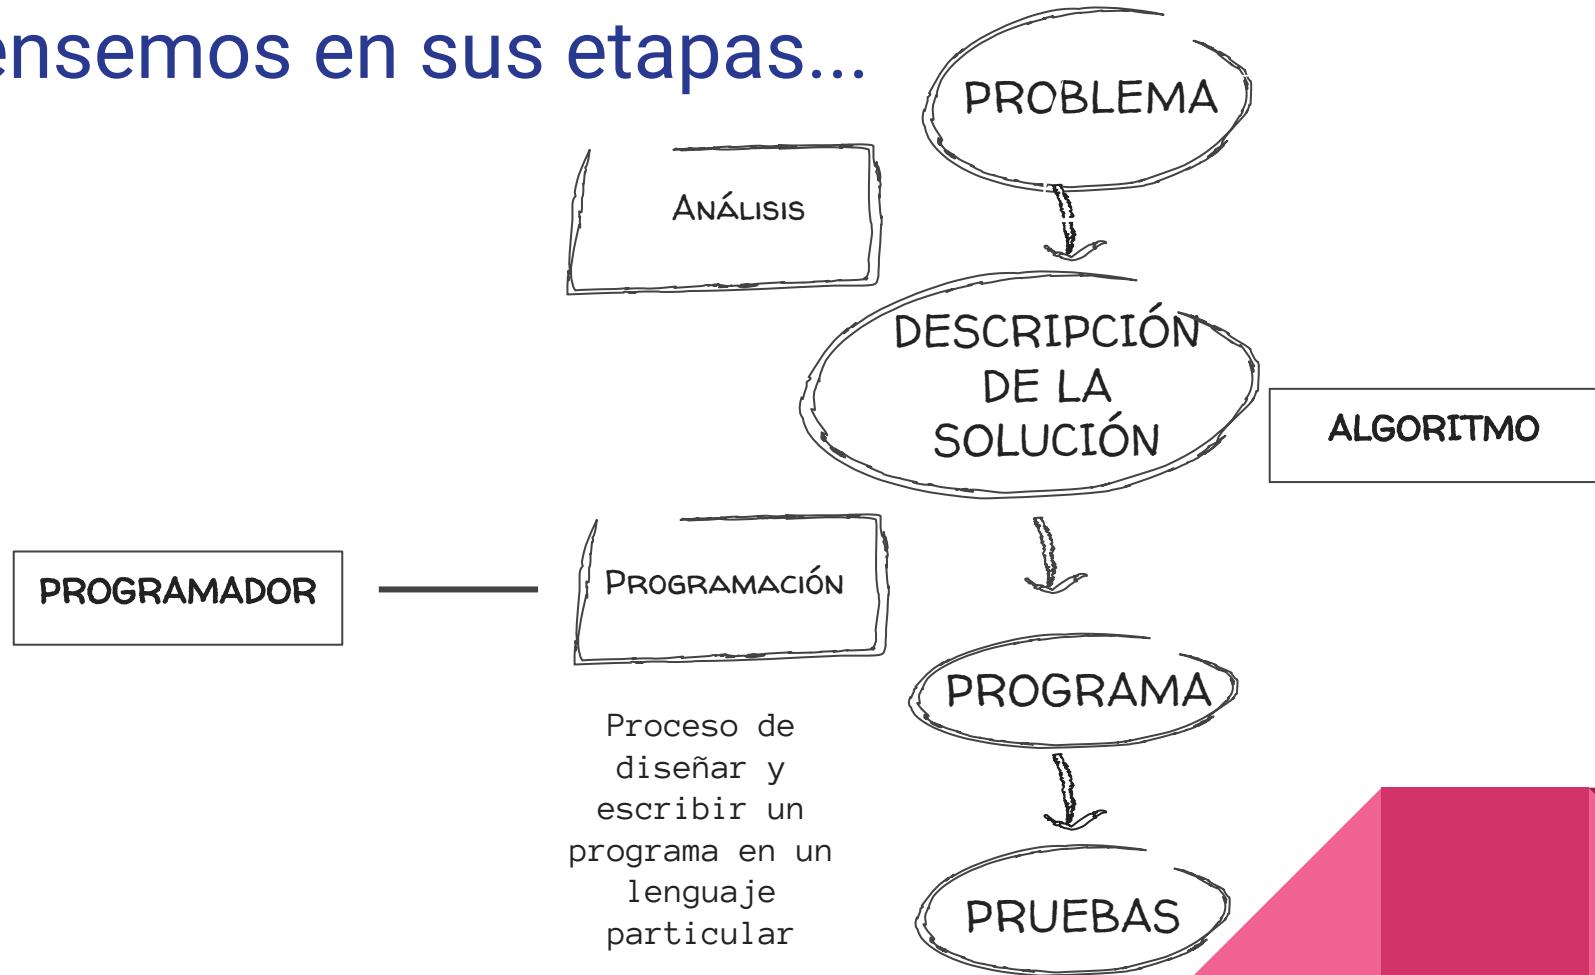 ensemos en sus etapas...
PROBLEMA
ANÁLISIS
DESCRIPCIÓN
DE LA
SOLUCIÓN
ALGORITMO
PROGRAMADOR
PROGRAMACIÓN
PROGRAMA
Proceso de
diseñar y
escribir un
programa en un
lenguaje
particular
PRUEBAS